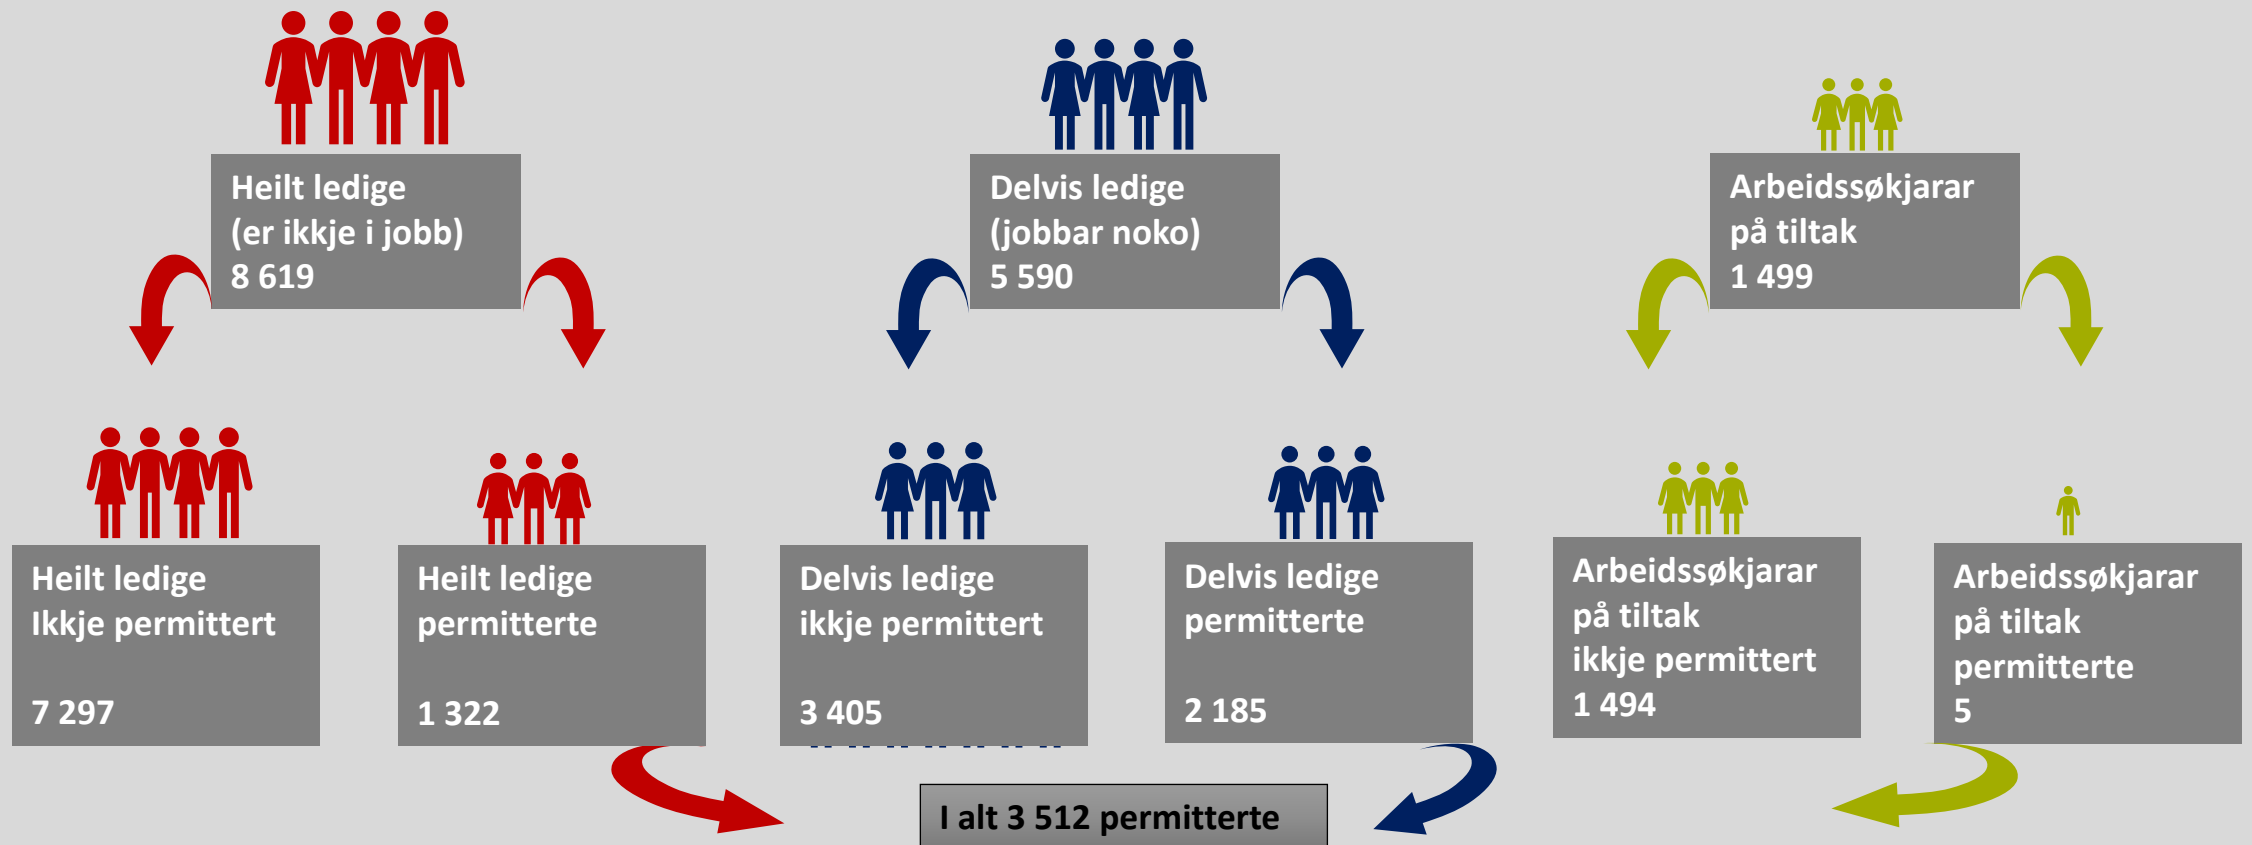 Heilt ledige
(er ikkje i jobb)
8 619
Delvis ledige
(jobbar noko)
5 590
Arbeidssøkjarar
på tiltak
1 499
Heilt ledige
Ikkje permittert
7 297
Heilt ledige
permitterte
1 322
Delvis ledige
ikkje permittert
3 405
Delvis ledige
permitterte
2 185
Arbeidssøkjarar
på tiltak
ikkje permittert
1 494
Arbeidssøkjarar
på tiltak
permitterte
5
I alt 3 512 permitterte